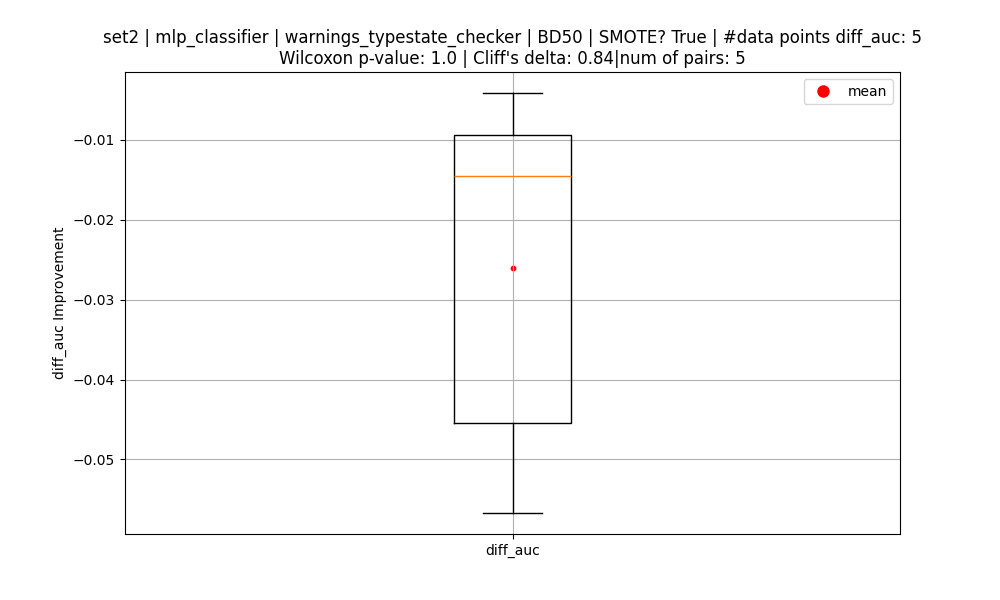 set2 | mlp_classifier | warnings_typestate_checker | BD50 | SMOTE? True | #data points diff_auc: 5
Wilcoxon p-value: 1.0 | Cliff's delta: 0.84|num of pairs: 5
mean
−0.01
−0.02
−0.03
−0.04
−0.05
diff_auc Improvement
diff_auc